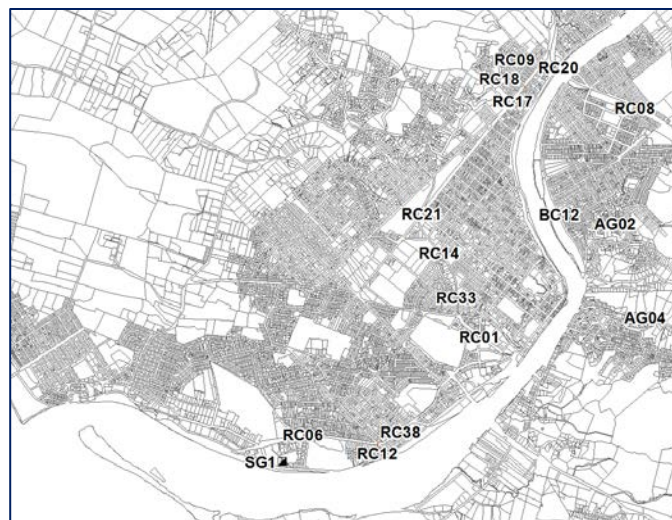 RC09
RC20
RC18
RC17
RC08
RC21
BC12
AG02
RC14
RC33
AG04
RC01
RC38
RC06
RC12
SG1